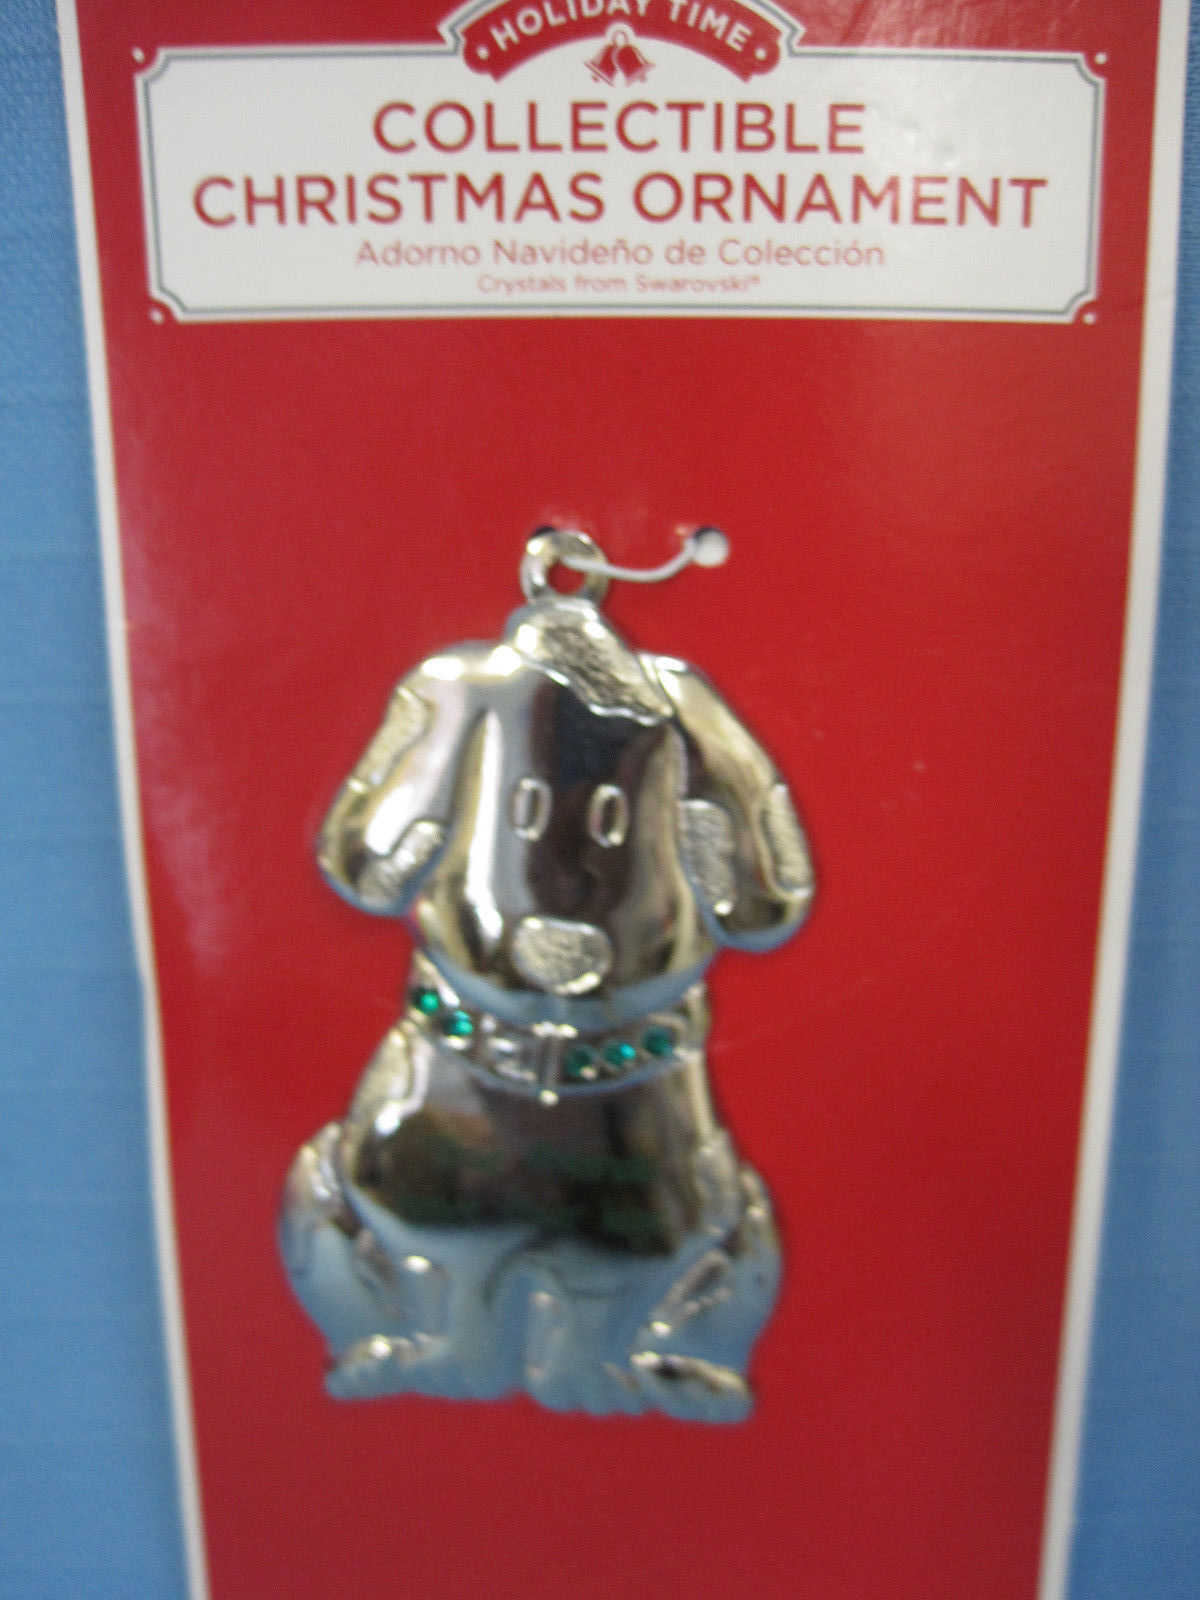 HOLIDAY TIME
COLLECTIBLE
CHRISTMAS ORNAMENT
Adorno Navideño de Colección
Crystals from Swarovski®